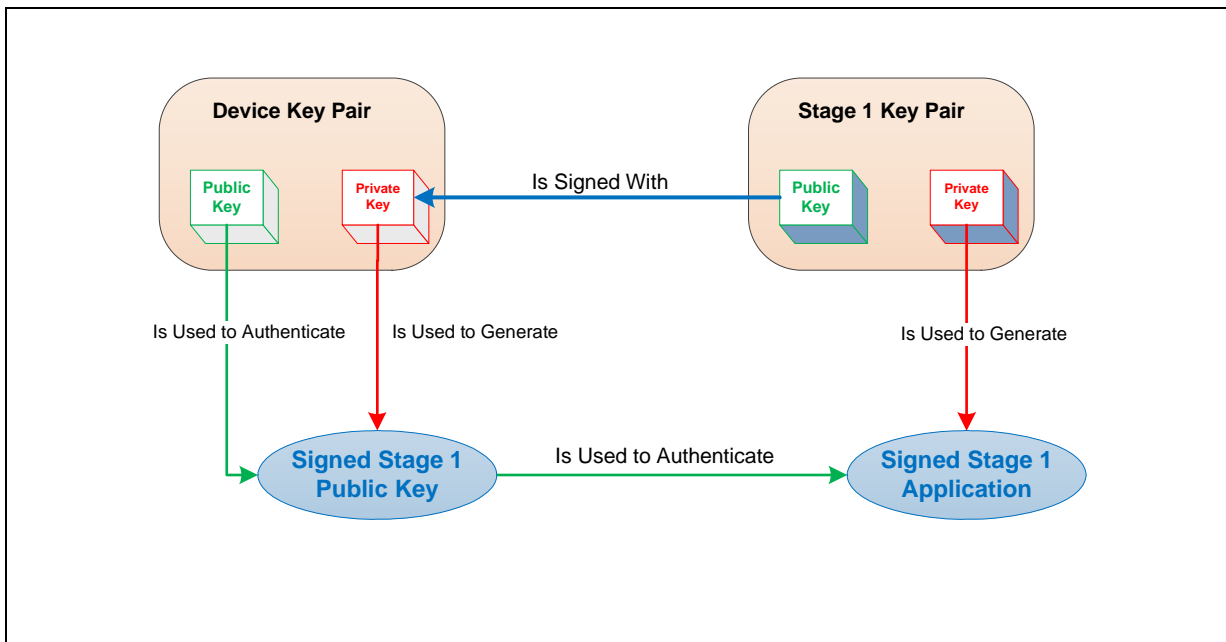 Device Key Pair
Stage 1 Key Pair
Public
Key
Private
Key
Is Signed With
Public
Key
Private
Key
Is Used to Authenticate
Is Used to Generate
Is Used to Generate
Signed Stage 1
Public Key
Is Used to Authenticate
Signed Stage 1
Application